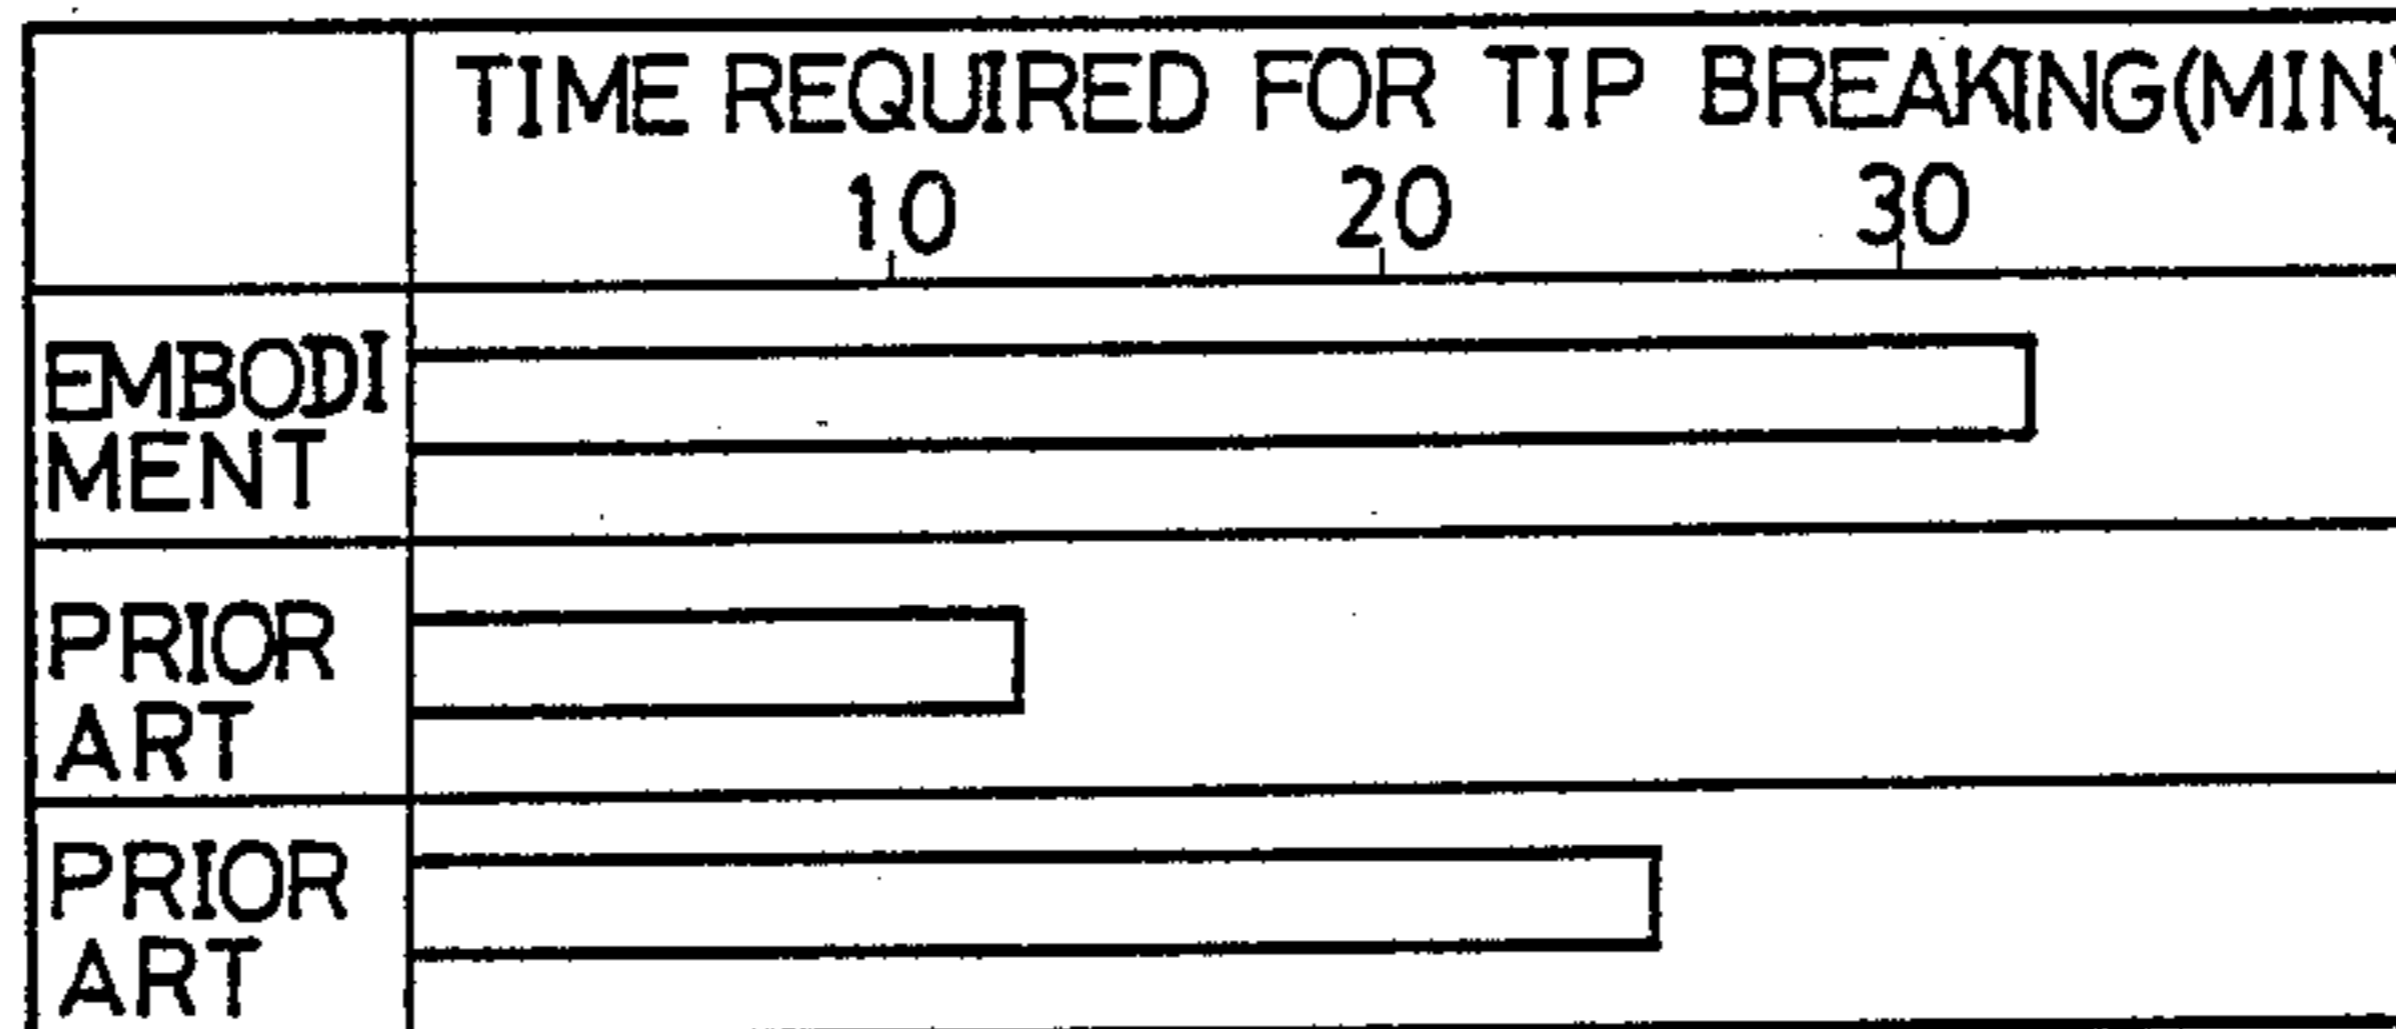 TIME REQUIRED FOR TIP BREAKING(MIN)
10 20 30
EMBODI
MENT
PRIOR
ART
PRIOR
ART